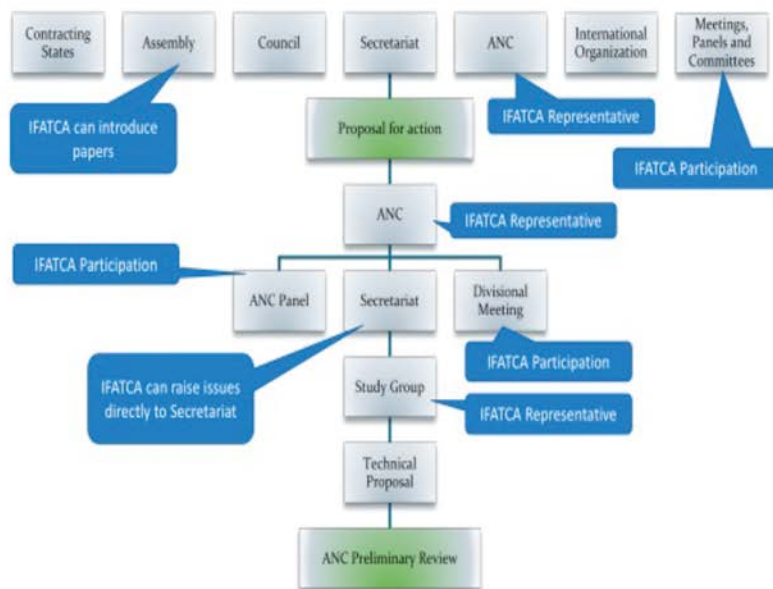 Contracting
States
Assembly
Council
Secretariat
ANC
International
Organization
Meetings,
Panels and
Committees
IFATCA can introduce
papers
IFATCA Representative
IFATCA Participation
Proposal for action
ANC
IFATCA Representative
IFATCA Participation
ANC Panel
Secretariat
Divisional
Meeting
IFATCA Participation
IFATCA can raise issues
directly to Secretariat
Study Group
IFATCA Representative
Technical
Proposal
ANC Preliminary Review